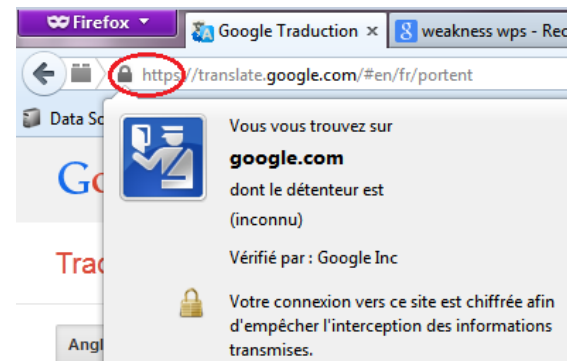 Firefox
Google Traduction ×
weakness wps - Rec
https://translate.google.com/#en/fr/portent
Data Sc
Go
Vous vous trouvez sur
google.com
dont le détenteur est
(inconnu)
Trad
Vérifié par : Google Inc
Votre connexion vers ce site est chiffrée afin
d'empêcher l'interception des informations
Angl
transmises.